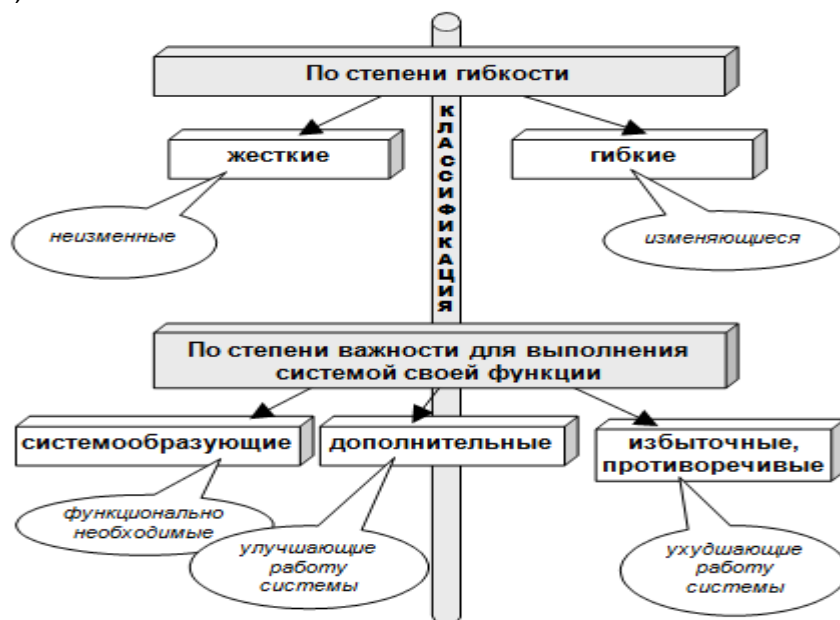 По степени гибкости
КЛАССИФИКАЦИЯ
жесткие
гибкие
неизменные
изменяющиеся
По степени важности для выполнения
системой своей функции
системообразующие
дополнительные
избыточные,
противоречивые
функционально
необходимые
улучшающие
работу
системы
ухудшающие
работу
системы